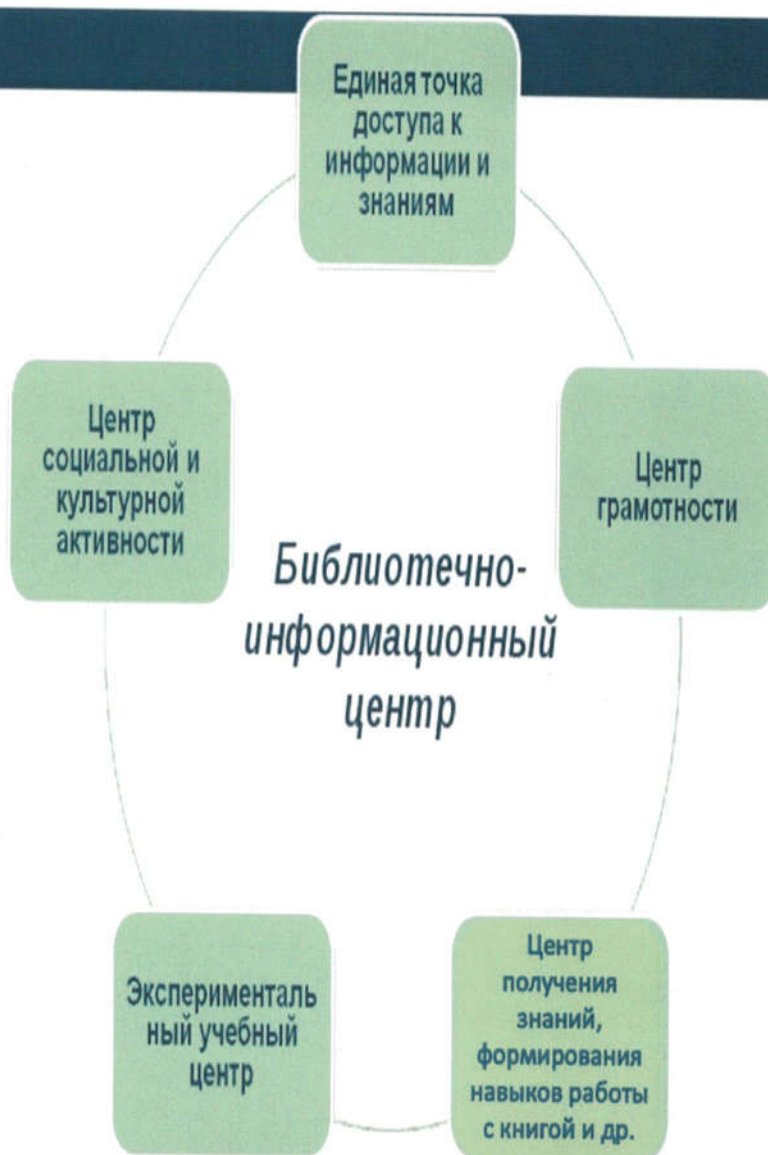 Единая точка
доступа к
информации и
знаниям
Центр
социальной и
культурной
активности
Центр
грамотности
Библиотечно-
информационный
центр
Эксперименталь
ный учебный
центр
Центр
получения
знаний,
формирования
навыков работы
с книгой и др.